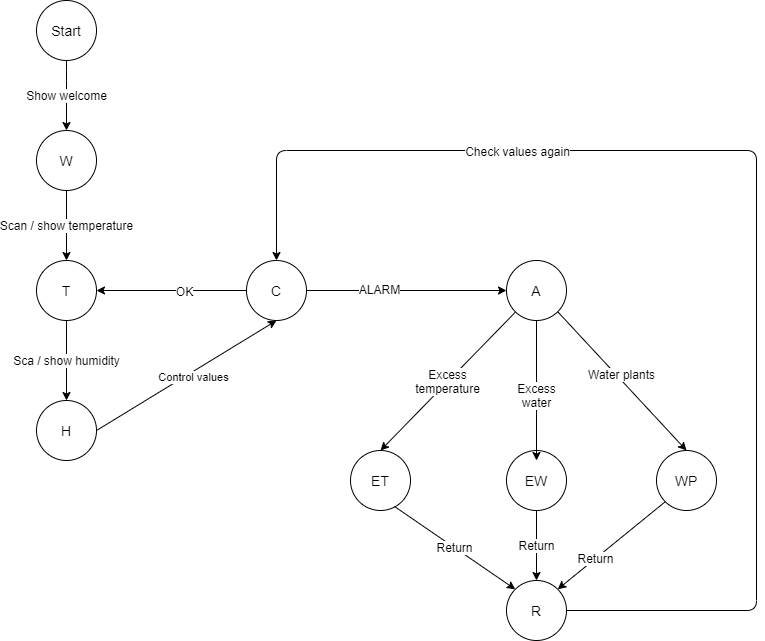 Start
Show welcome
W
Check values again
Scan / show temperature
T
OK
C
ALARM
A
Sca / show humidity
Control values
Excess
temperature
Excess
water
Water plants
H
ET
EW
WP
Return
Return
Return
R